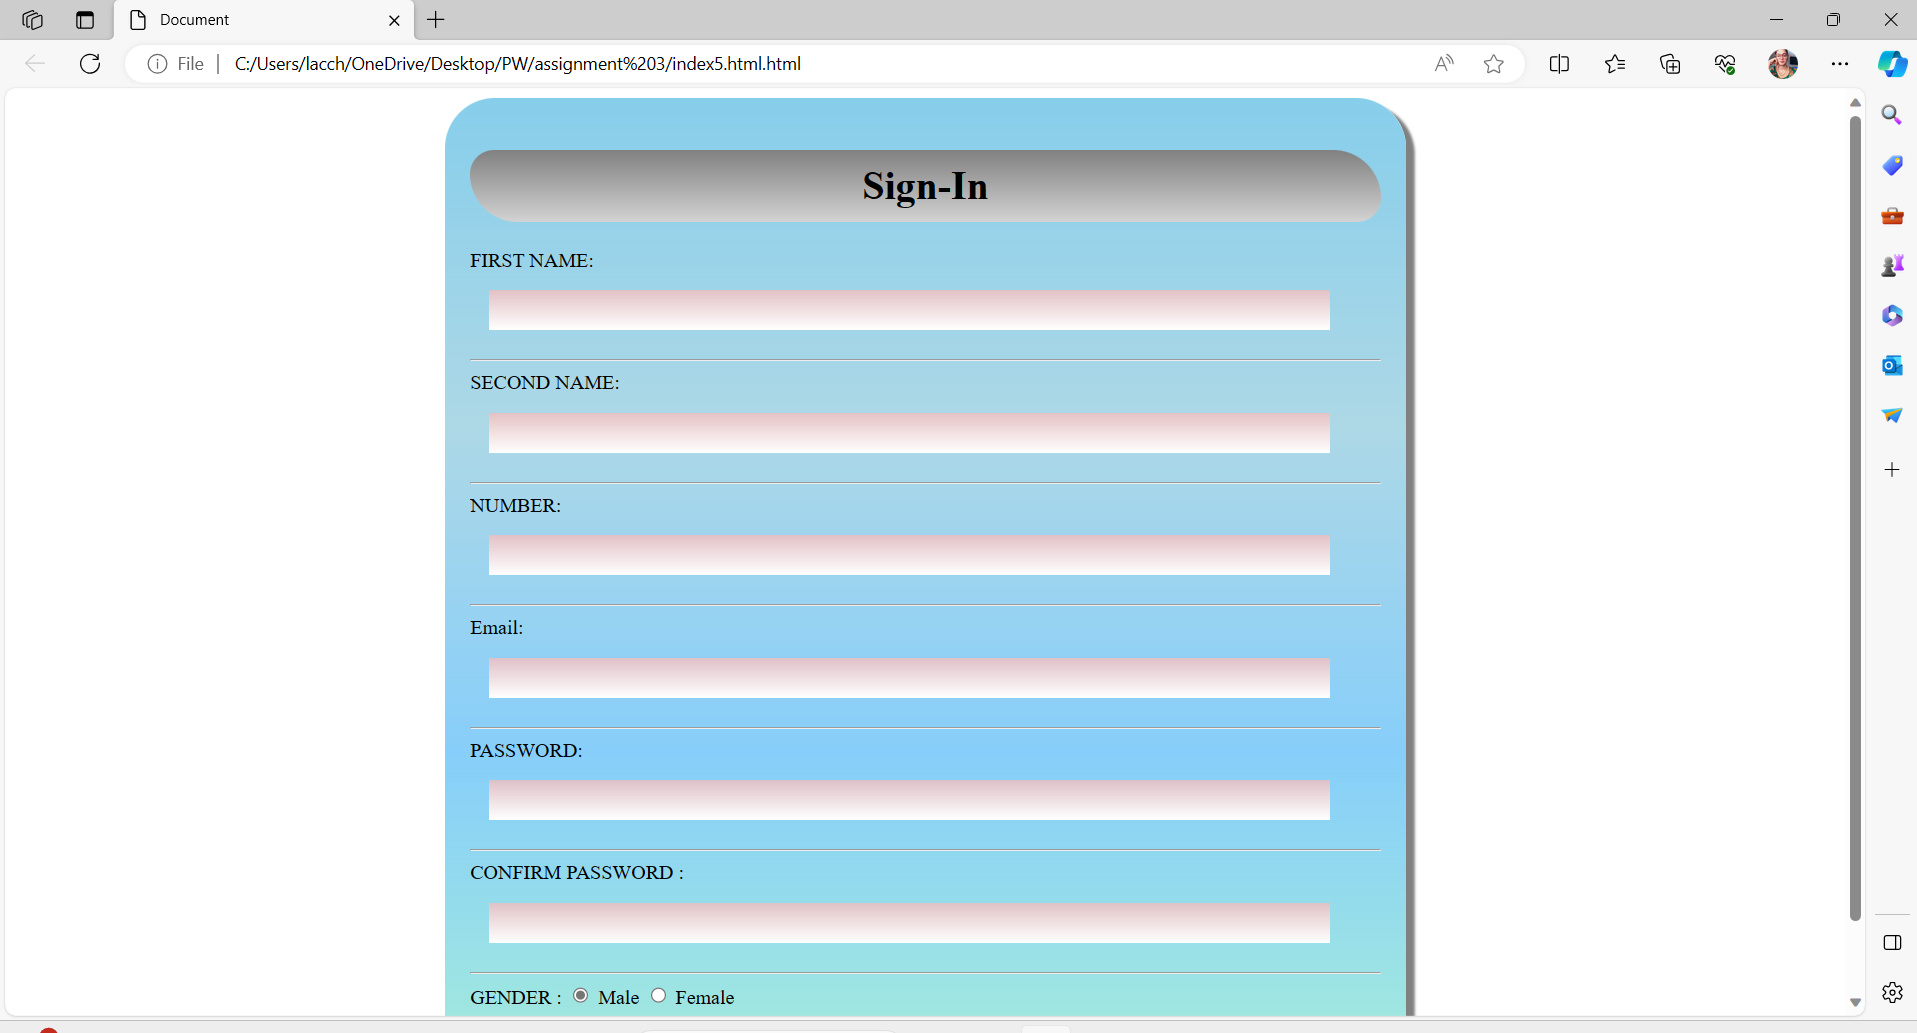 Document
File
C:/Users/lacch/OneDrive/Desktop/PW/assignment%203/index5.html.html
Sign-In
FIRST NAME:
SECOND NAME:
NUMBER:
Email:
PASSWORD:
CONFIRM PASSWORD :
GENDER : Male Female